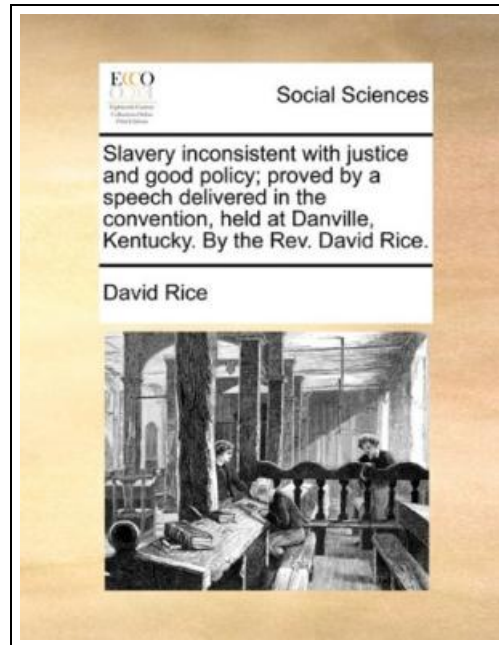 ECCO
Social Sciences
Slavery inconsistent with justice
and good policy; proved by a
speech delivered in the
convention, held at Danville,
Kentucky. By the Rev. David Rice.
David Rice